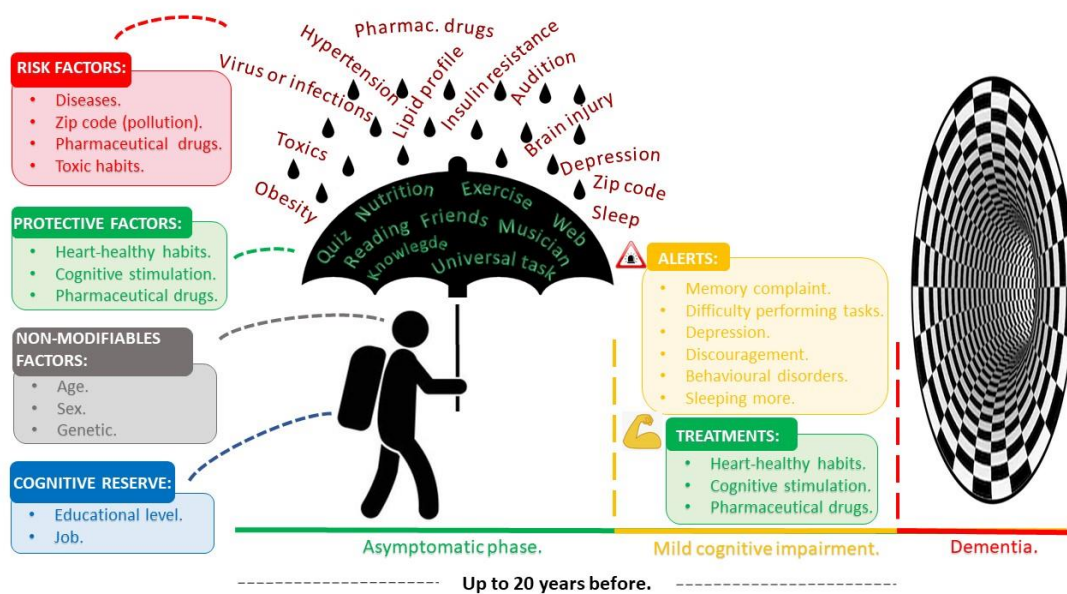 RISK FACTORS:
• Diseases.
• Zip code (pollution).
• Pharmaceutical drugs.
• Toxic habits.
PROTECTIVE FACTORS:
• Heart-healthy habits.
• Cognitive stimulation.
• Pharmaceutical drugs.
NON-MODIFIABLES
FACTORS:
• Age.
• Sex.
• Genetic.
COGNITIVE RESERVE:
• Educational level.
• Job.
Obesity
Toxics
Virus or infections
Hypertension
Pharmac. drugs
Lipid profile
Insulin resistance
Audition
Brain injury
Depression
Zip code
Sleep
Quiz
Nutrition
Exercise
Web
Reading
Friends
Musician
Knowlegde
Universal task
ALERTS:
• Memory complaint.
• Difficulty performing tasks.
• Depression.
• Discouragement.
• Behavioural disorders.
• Sleeping more.
TREATMENTS:
• Heart-healthy habits.
• Cognitive stimulation.
• Pharmaceutical drugs.
Asymptomatic phase.
Mild cognitive impairment.
Dementia.
Up to 20 years before.